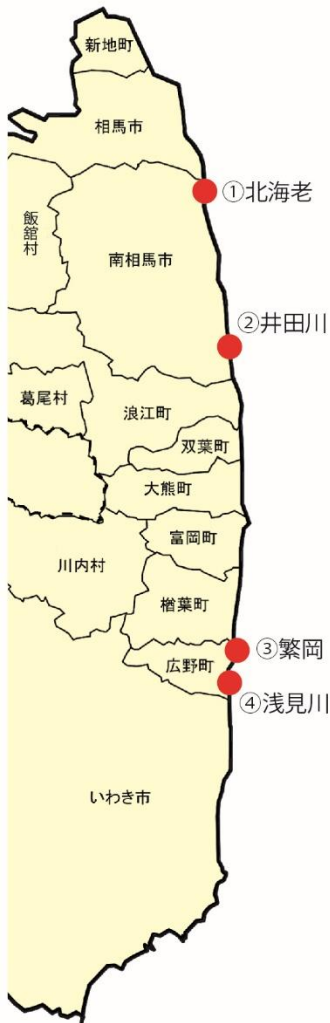 新地町
相馬市
①北海老
飯舘村
南相馬市
②井田川
葛尾村
浪江町
双葉町
大熊町
富岡町
川内村
楢葉町
③繁岡
広野町
④浅見川
いわき市